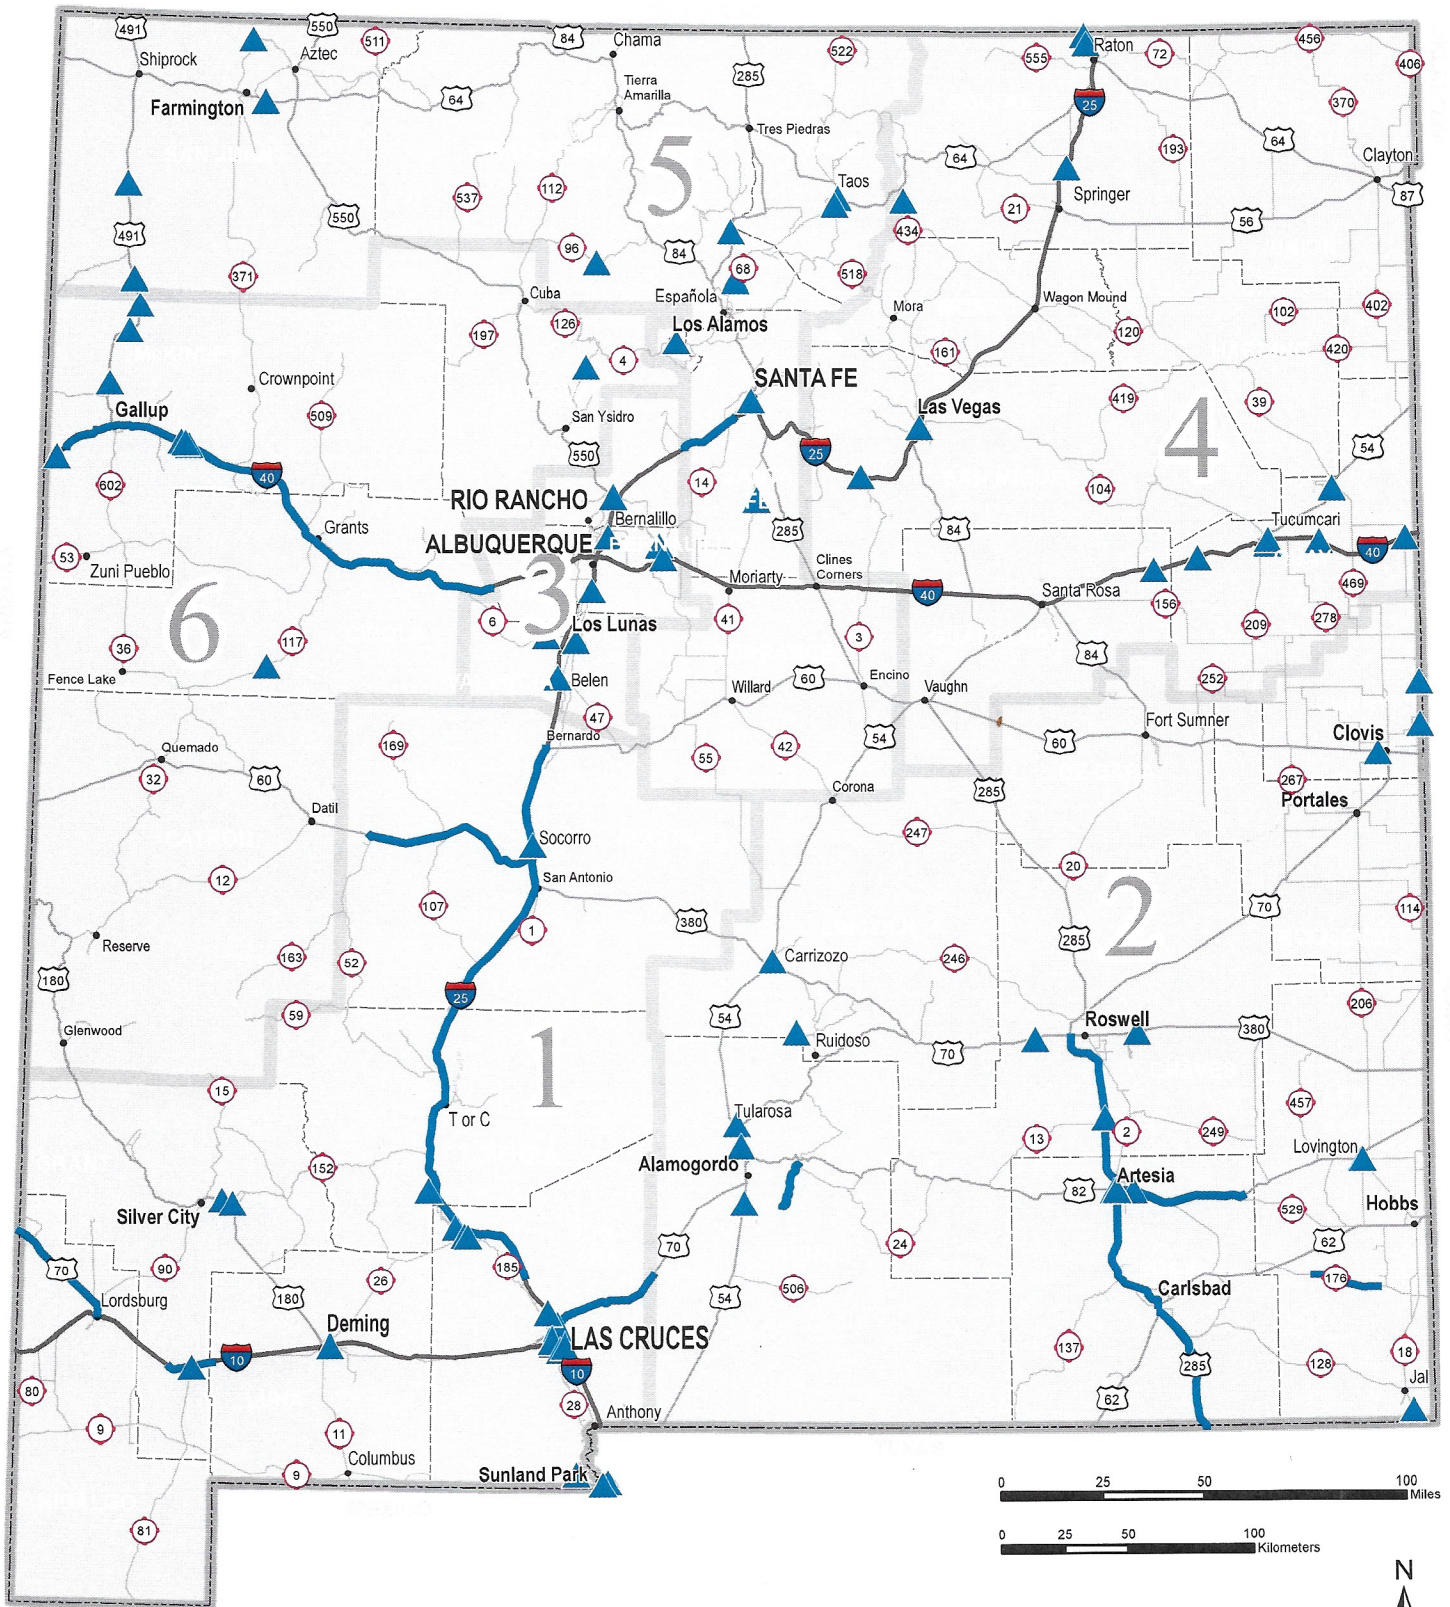 491
550
511
84
Chama
522
555
Raton
72
456
406
Shiprock
Aztec
285
Tierra
Amarilla
64
25
370
Farmington
Tres Piedras
5
64
193
64
Clayton
537
112
Taos
Springer
87
550
21
56
491
434
96
84
371
68
518
Cuba
Española
Mora
Wagon Mound
102
402
126
Los Alamos
197
4
161
120
420
Crownpoint
SANTA FE
Gallup
509
San Ysidro
Las Vegas
419
39
4
550
25
54
40
602
14
104
RIO RANCHO
FE
Bernalillo
285
84
Tucumcari
Grants
ALBUQUERQUE
53
Zuni Pueblo
Clines
Corners
40
Moriarty
40
Santa Rosa
469
3
6
6
Los Lunas
41
156
209
278
36
117
3
84
Fence Lake
Belen
Willard
60
Encino
Vaughn
252
47
Fort Sumner
169
Bernardo
55
42
54
60
Clovis
Quemado
32
60
285
267
Portales
Datil
Corona
Socorro
247
12
San Antonio
20
107
1
380
2
70
114
Reserve
285
163
52
Carrizozo
246
180
25
59
54
206
Glenwood
Roswell
380
1
Ruidoso
70
15
T or C
Tularosa
457
13
2
249
Lovington
152
Alamogordo
Artesia
82
Silver City
529
Hobbs
70
24
62
70
90
185
26
506
176
180
54
Carlsbad
Lordsburg
Deming
LAS CRUCES
10
137
18
10
285
128
80
62
Jal
28
Anthony
9
11
Columbus
9
Sunland Park
0 25 50 100
Miles
81
0 25 50 100
Kilometers
N